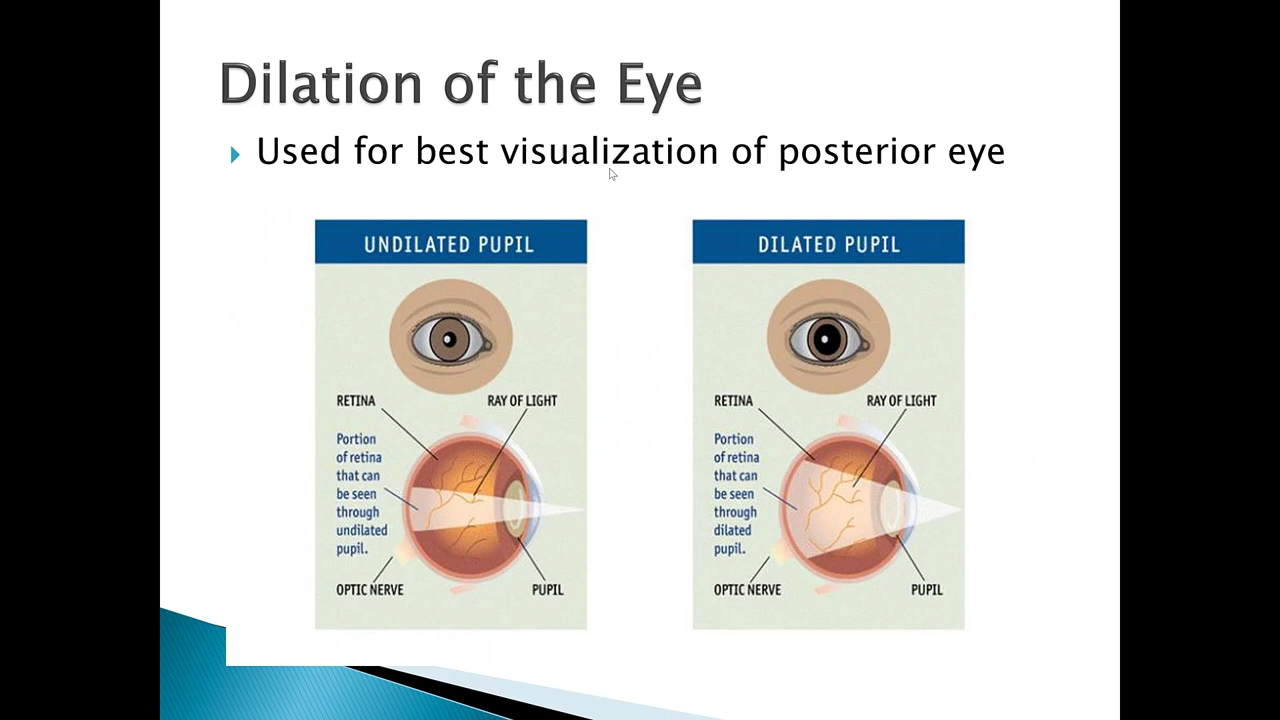 Dilation of the Eye
Used for best visualization of posterior eye
UNDILATED PUPIL
RETINA
RAY OF LIGHT
Portion
of retina
that can
be seen
through
undilated
pupil.
OPTIC NERVE
PUPIL
DILATED PUPIL
RETINA
RAY OF LIGHT
Portion
of retina
that can
be seen
through
dilated
pupil.
OPTIC NERVE
PUPIL